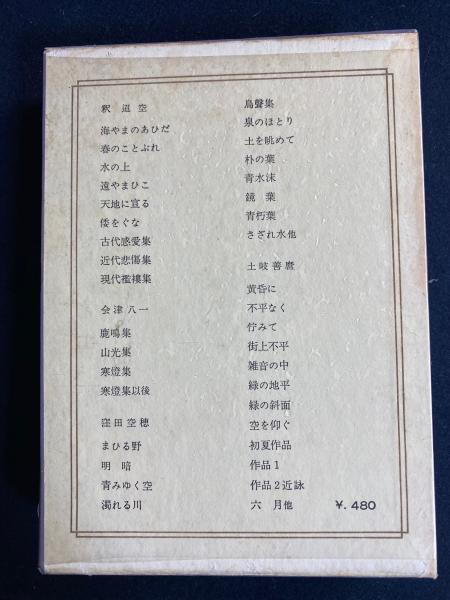 釈迢空
海やまのあひだ
春のことぶれ
水の上
遠やまひこ
天地に宣る
倭をぐな
古代感愛集
近代悲傷集
現代襤褸集
会津八一
鹿鳴集
山光集
寒燈集
寒燈集以後
窪田空穂
まひる野
明暗
青みゆく空
濁れる川
鳥聲集
泉のほとり
土を眺めて
朴の葉
青水沫
鏡葉
青朽葉
さざれ水他
土岐善麿
黄昏に
不平なく
佇みて
街上不平
雑音の中
緑の地平
緑の斜面
空を仰ぐ
初夏作品
作品1
作品2近詠
六月他
¥.480